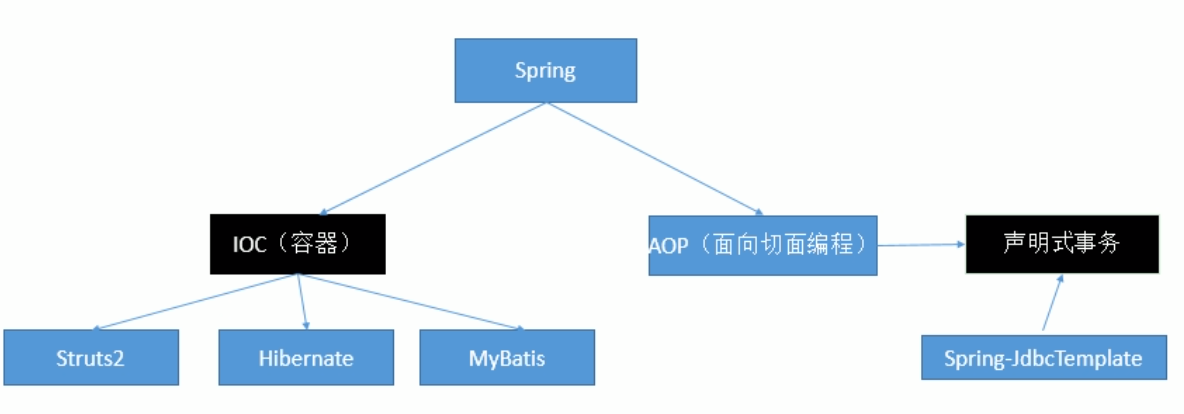 Spring
IOC（容器）
AOP（面向切面编程）
声明式事务
Struts2
Hibernate
MyBatis
Spring-JdbcTemplate